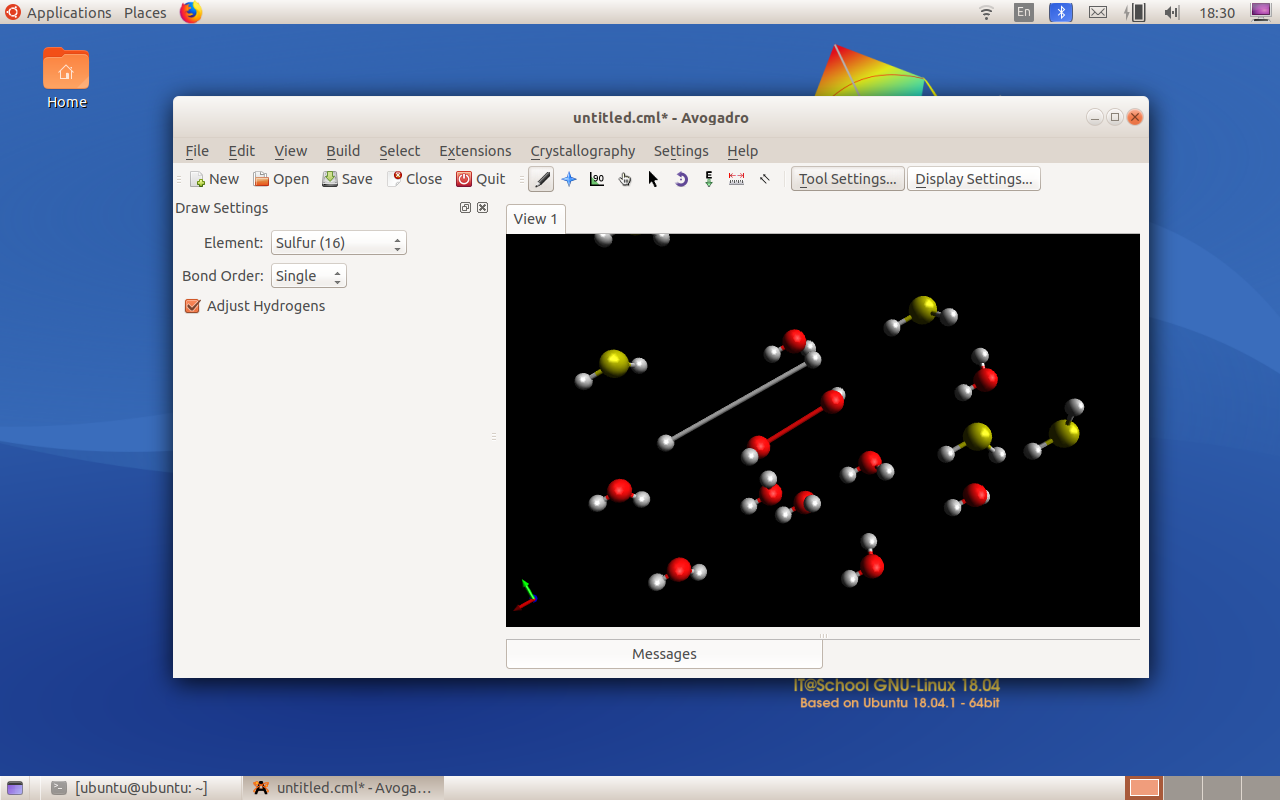 Applications Places En 18:30
Home
untitled.cml* - Avogadro
File Edit View Build Select Extensions Crystallography Settings Help
New Open Save Close Quit 90 E Tool Settings... Display Settings...
Draw Settings
View 1
Element: Sulfur (16)
Bond Order: Single
Adjust Hydrogens
Messages
IT@School GNU-Linux 18.04
Based on Ubuntu 18.04.1 - 64bit
[ubuntu@ubuntu: ~] untitled.cml* - Avoga...